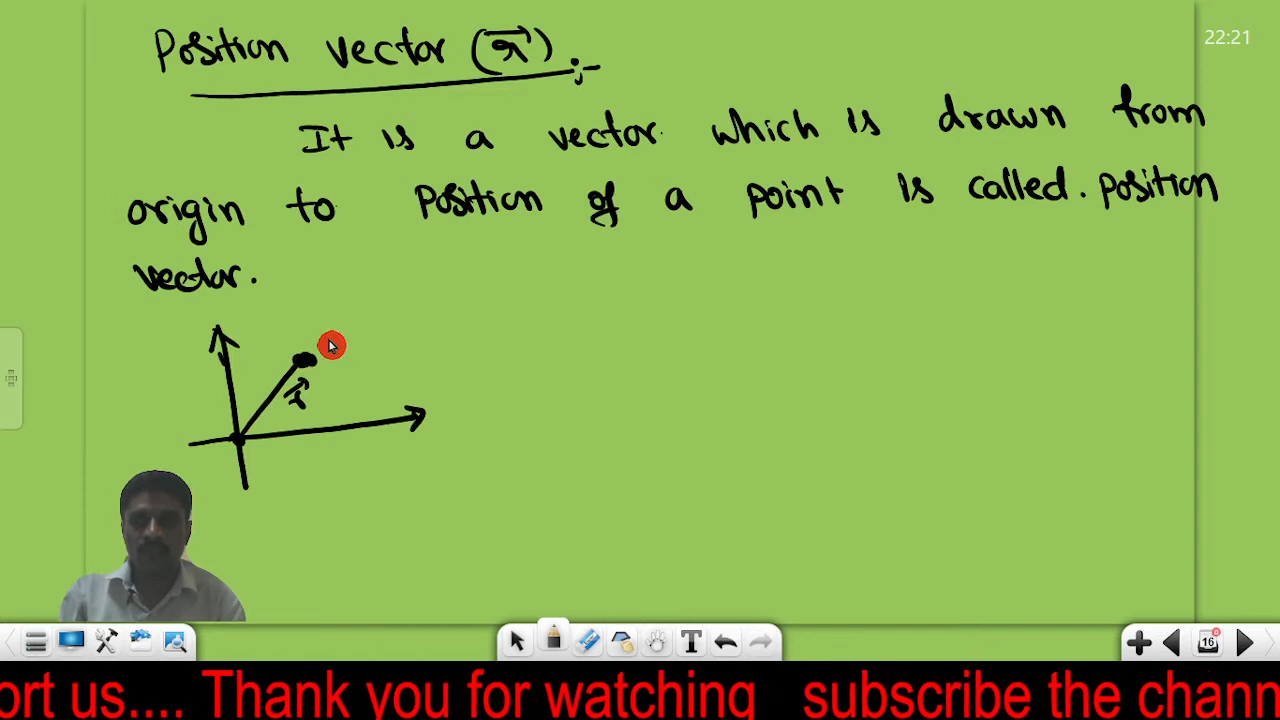 22:21
Position vector (r⃗) :-
It is a vector. which is drawn from
origin to position of a point is called. position
vector.
r⃗
T
16
ort us.... Thank you for watching subscribe the chann